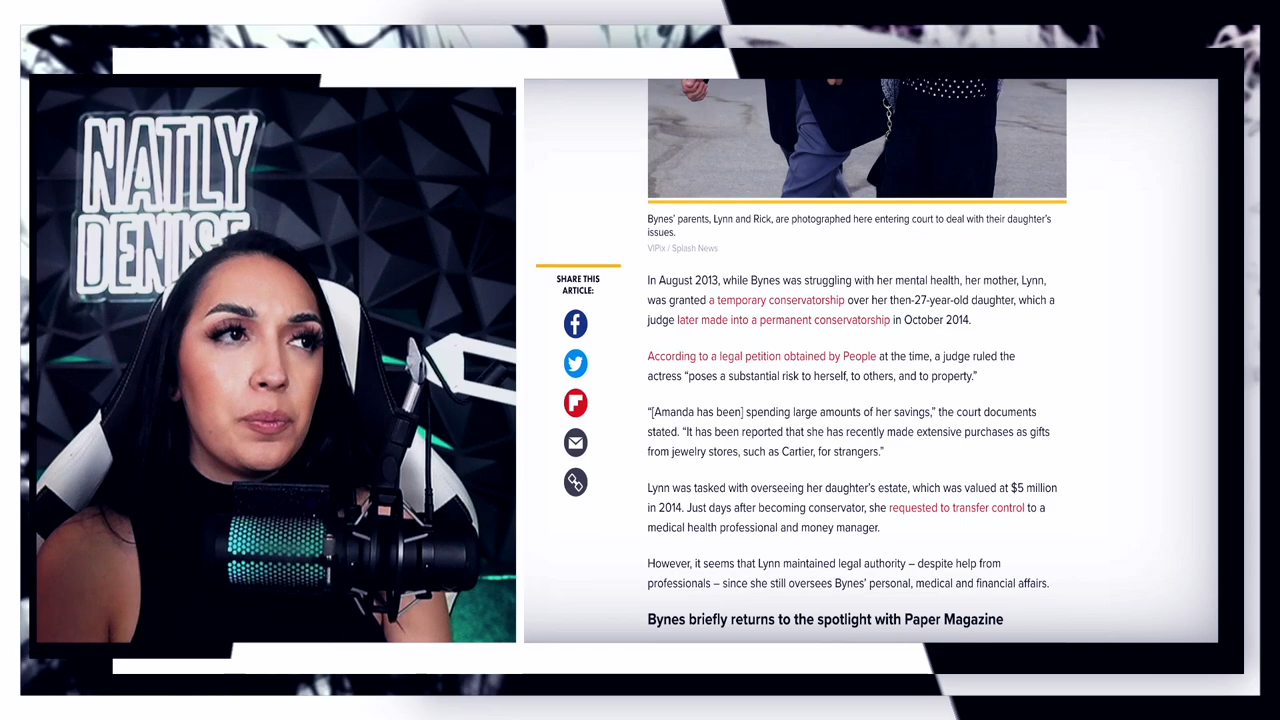 NATLY
DENISE
Bynes' parents, Lynn and Rick, are photographed here entering court to deal with their daughter's
issues.
VIPix / Splash News
SHARE THIS
ARTICLE:
In August 2013, while Bynes was struggling with her mental health, her mother, Lynn,
was granted a temporary conservatorship over her then-27-year-old daughter, which a
judge later made into a permanent conservatorship in October 2014.
According to a legal petition obtained by People at the time, a judge ruled the
actress “poses a substantial risk to herself, to others, and to property.”
“[Amanda has been] spending large amounts of her savings,” the court documents
stated. “It has been reported that she has recently made extensive purchases as gifts
from jewelry stores, such as Cartier, for strangers.”
Lynn was tasked with overseeing her daughter’s estate, which was valued at $5 million
in 2014. Just days after becoming conservator, she requested to transfer control to a
medical health professional and money manager.
However, it seems that Lynn maintained legal authority – despite help from
professionals – since she still oversees Bynes’ personal, medical and financial affairs.
Bynes briefly returns to the spotlight with Paper Magazine